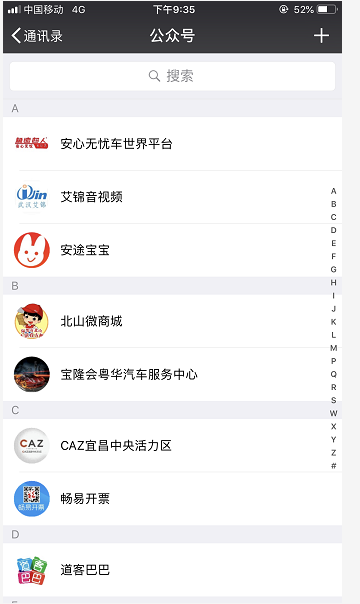 中国移动 4G 下午9:35 52%
通讯录 公众号
搜索
A
安心无忧车世界平台
艾锦音视频
安途宝宝
B
北山微商城
宝隆会粤华汽车服务中心
C
CAZ宜昌中央活力区
畅易开票
D
道客巴巴
A
B
C
D
E
F
G
H
I
J
K
L
M
P
Q
R
S
W
X
Y
Z
#
win
武汉艾锦
CAZ
畅易开票
道客
巴巴